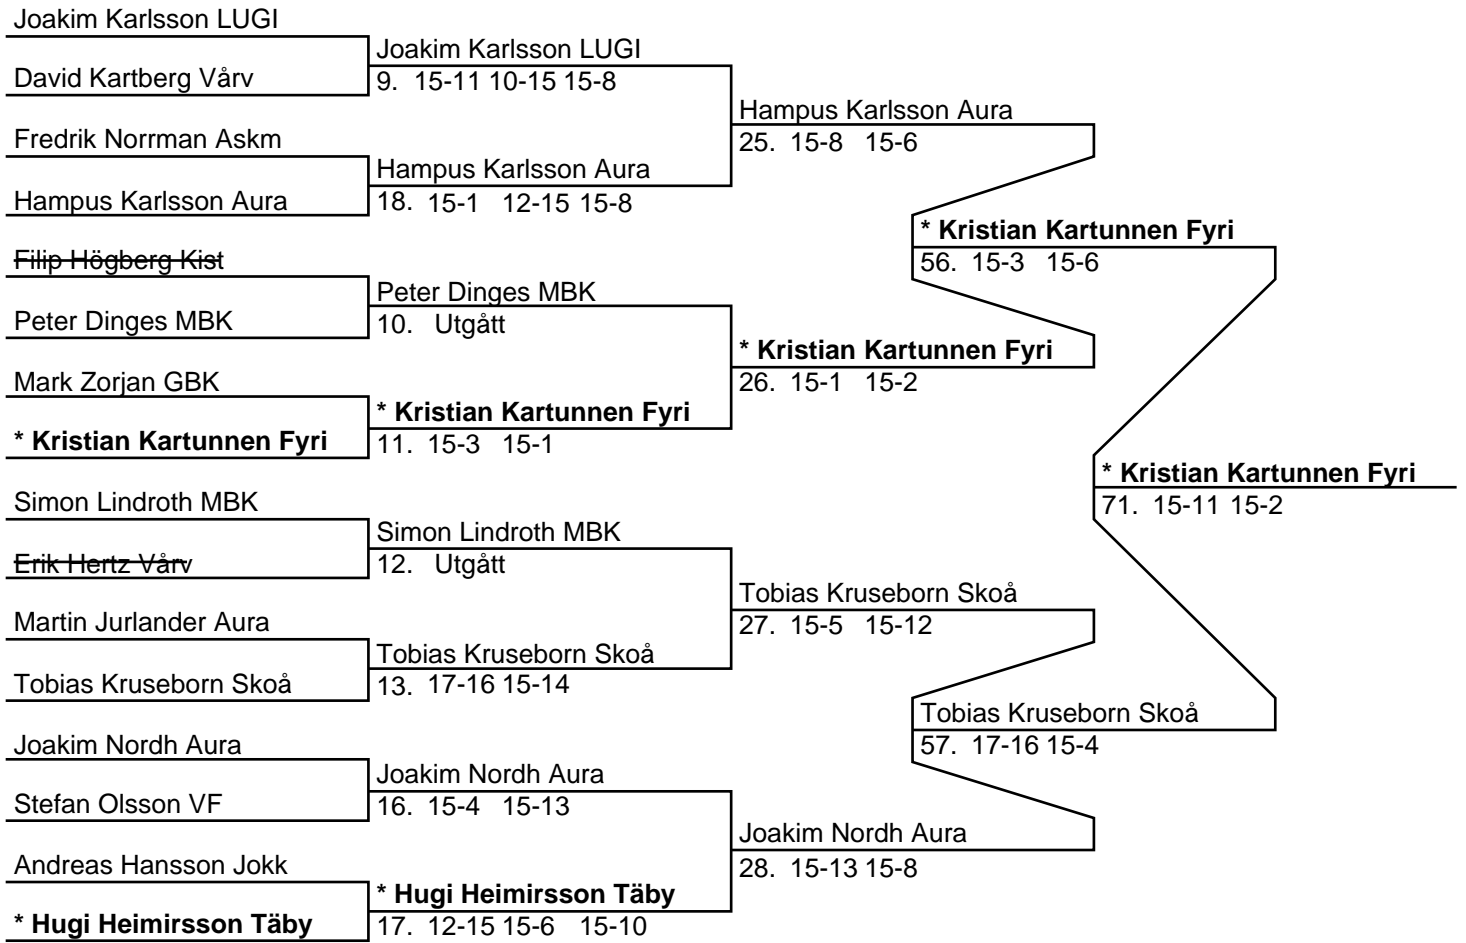 Joakim Karlsson LUGI
David Kartberg Vårv
Fredrik Norrman Askm
Hampus Karlsson Aura
Filip Högberg Kist
Peter Dinges MBK
Mark Zorjan GBK
* Kristian Kartunnen Fyri
Simon Lindroth MBK
Erik Hertz Vårv
Martin Jurlander Aura
Tobias Kruseborn Skoå
Joakim Nordh Aura
Stefan Olsson VF
Andreas Hansson Jokk
* Hugi Heimirsson Täby
Joakim Karlsson LUGI
9. 15-11 10-15 15-8
Hampus Karlsson Aura
18. 15-1 12-15 15-8
Peter Dinges MBK
10. Utgått
* Kristian Kartunnen Fyri
11. 15-3 15-1
Simon Lindroth MBK
12. Utgått
Tobias Kruseborn Skoå
13. 17-16 15-14
Joakim Nordh Aura
16. 15-4 15-13
* Hugi Heimirsson Täby
17. 12-15 15-6 15-10
Hampus Karlsson Aura
25. 15-8 15-6
* Kristian Kartunnen Fyri
26. 15-1 15-2
Tobias Kruseborn Skoå
27. 15-5 15-12
Joakim Nordh Aura
28. 15-13 15-8
* Kristian Kartunnen Fyri
56. 15-3 15-6
Tobias Kruseborn Skoå
57. 17-16 15-4
* Kristian Kartunnen Fyri
71. 15-11 15-2